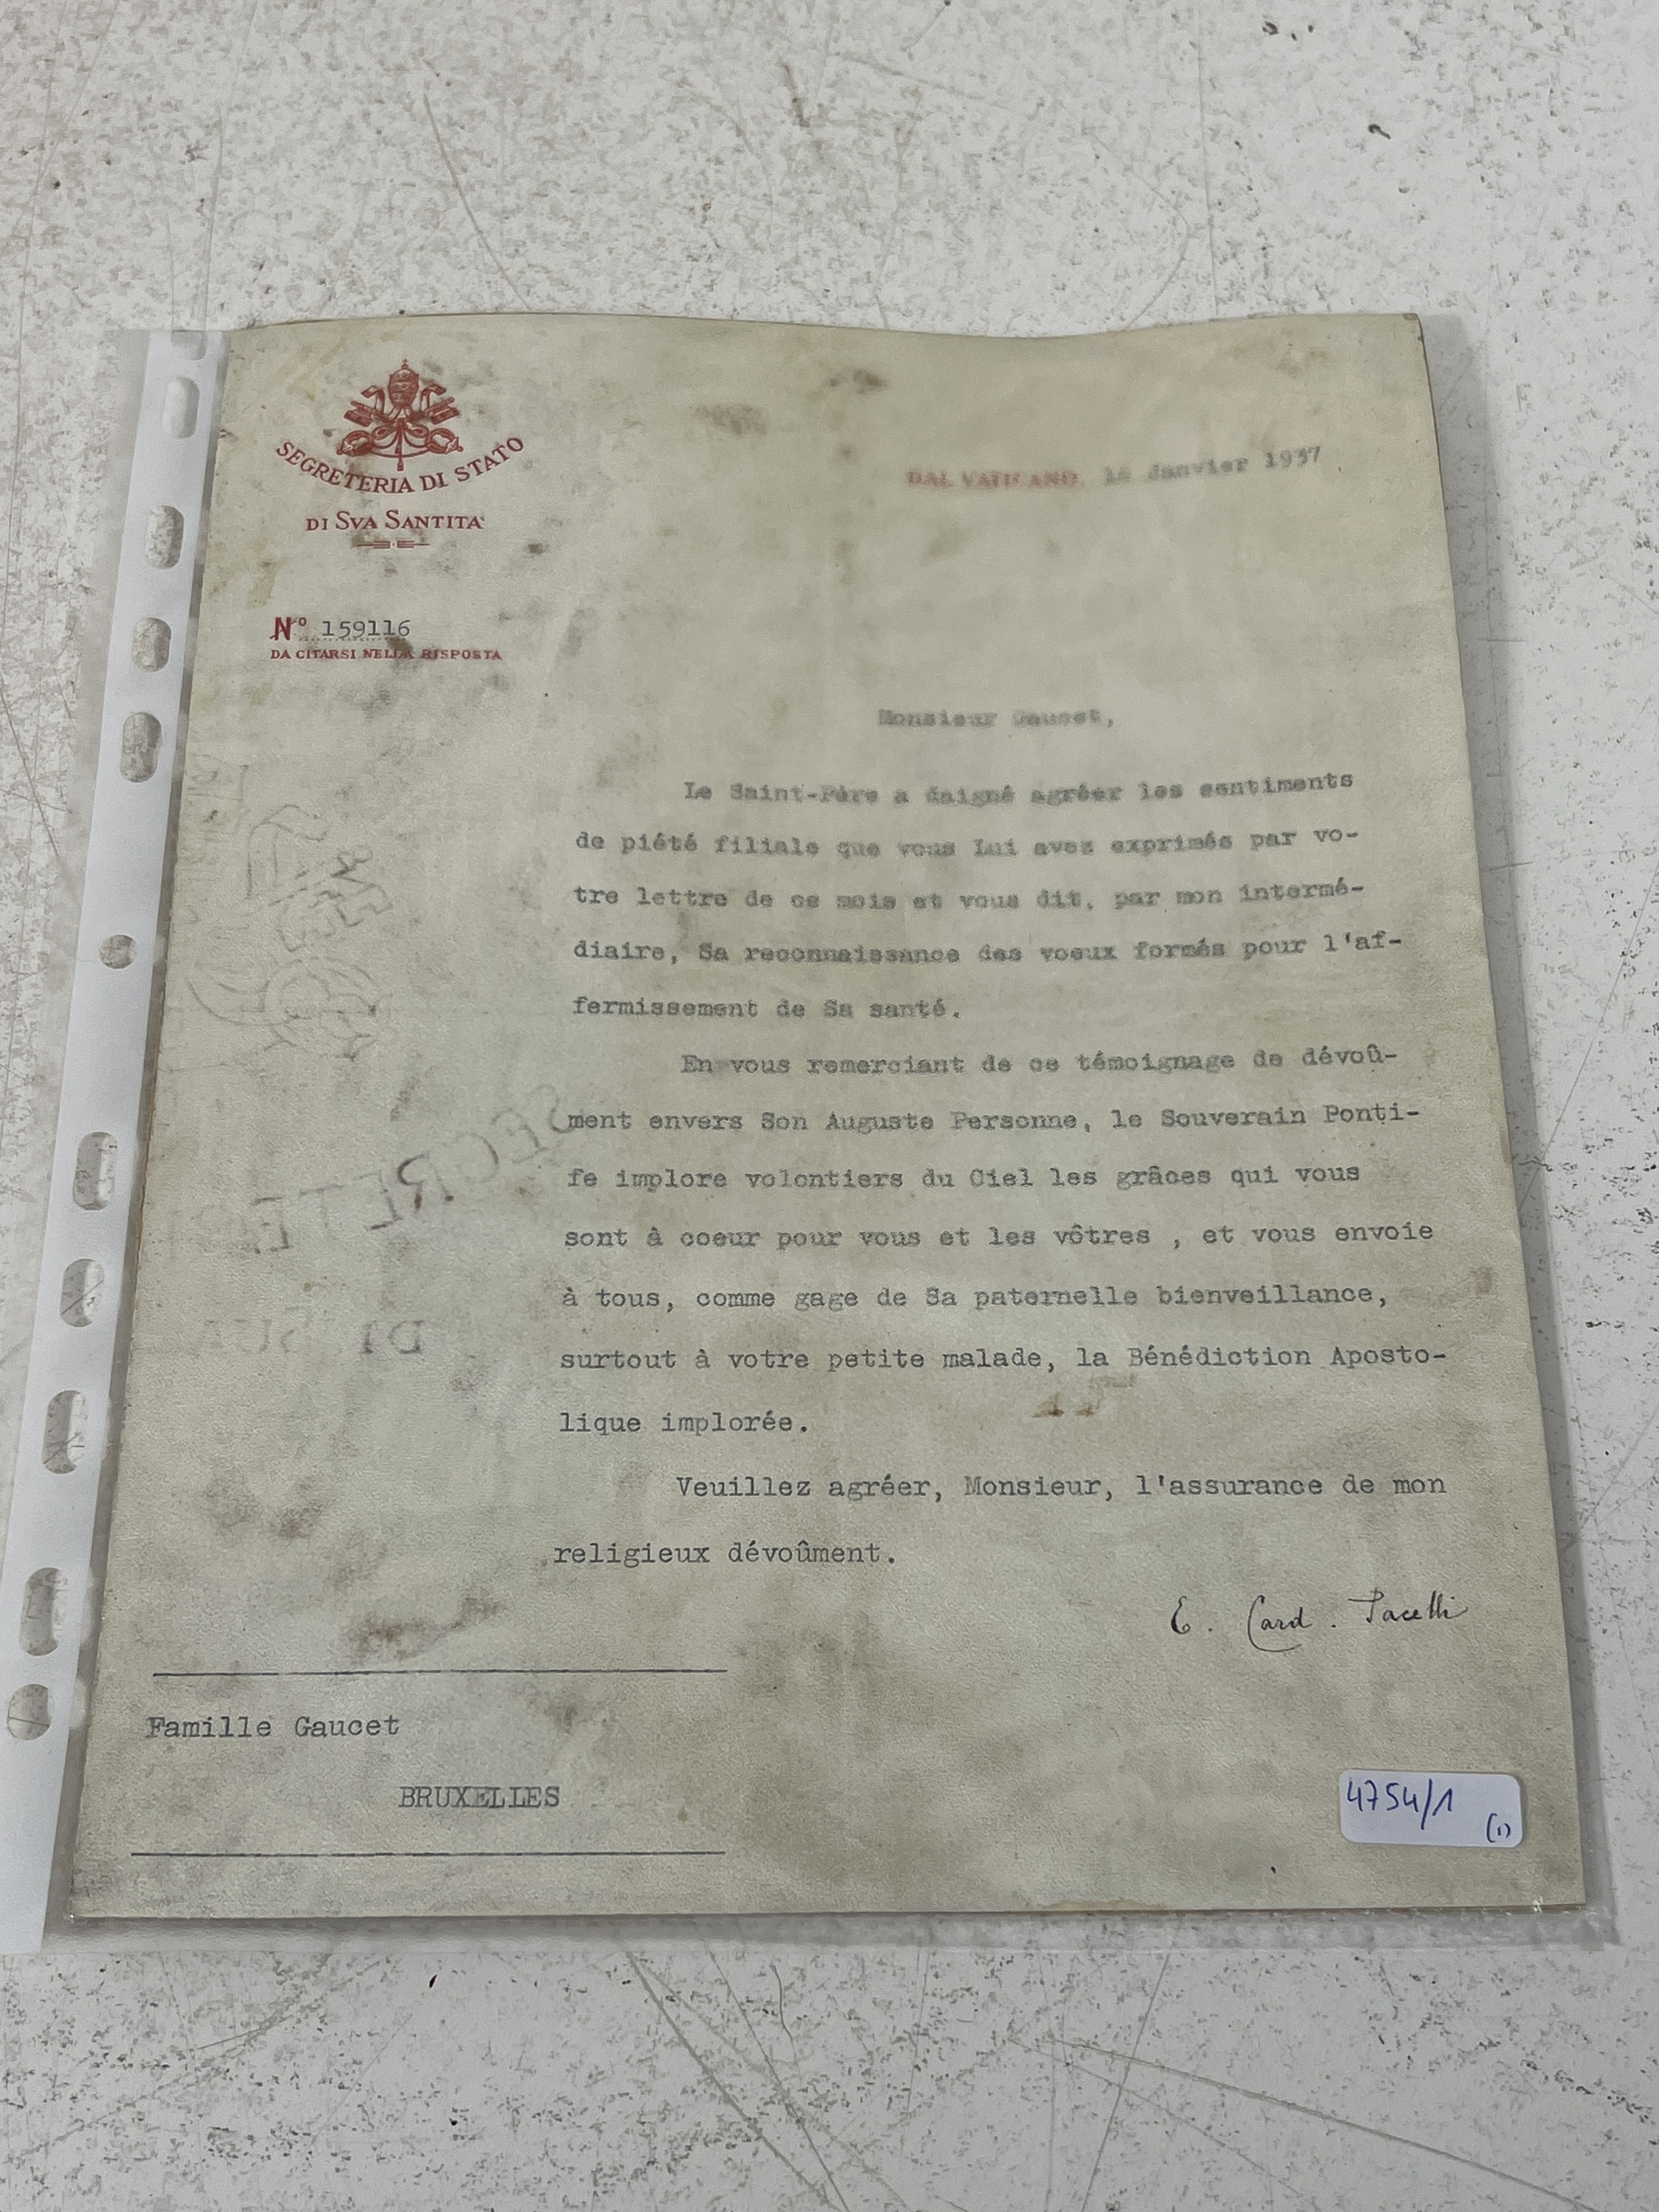 SEGRETERIA DI STATO
DI SVA SANTITA'
DAL VATICANO, Janvier 1937
Nº 159116
DA CITARSI NELLA RISPOSTA
Monsieur Gaucet,
Le Saint-Père a daigné agréer les sentiments
de piété filiale que vous Lui avez exprimés par vo-
tre lettre de ce mois et vous dit, par mon intermé-
diaire, Sa reconnaissance des voeux formés pour l'af-
fermissement de Sa santé.
En vous remerciant de ce témoignage de dévoû-
ment envers Son Auguste Personne, le Souverain Ponti-
fe implore volontiers du Ciel les grâces qui vous
sont à coeur pour vous et les vôtres , et vous envoie
à tous, comme gage de Sa paternelle bienveillance,
surtout à votre petite malade, la Bénédiction Aposto-
lique implorée.
Veuillez agréer, Monsieur, l'assurance de mon
religieux dévoûment.
E. Card. Pacelli
Famille Gaucet
BRUXELLES
4754/1
(1)